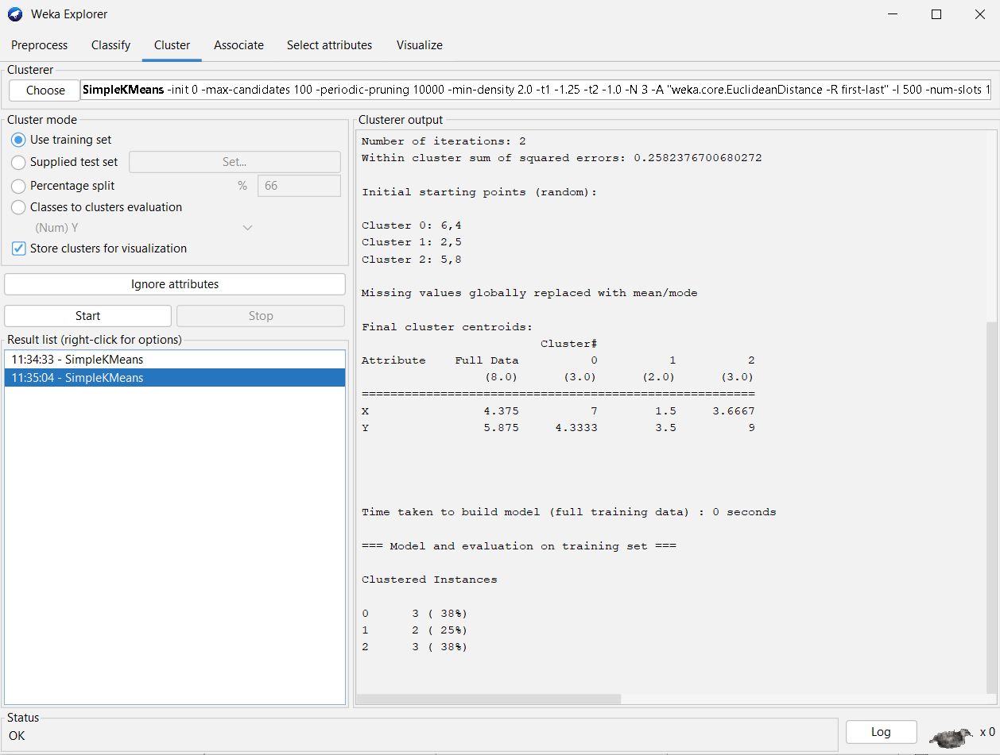 Weka Explorer
Preprocess Classify Cluster Associate Select attributes Visualize
Clusterer
Choose SimpleKMeans -init 0 -max-candidates 100 -periodic-pruning 10000 -min-density 2.0 -t1 -1.25 -t2 -1.0 -N 3 -A "weka.core.EuclideanDistance -R first-last" -I 500 -num-slots 1
Cluster mode
Use training set
Supplied test set Set...
Percentage split % 66
Classes to clusters evaluation
(Num) Y
Store clusters for visualization
Ignore attributes
Start Stop
Result list (right-click for options)
11:34:33 - SimpleKMeans
11:35:04 - SimpleKMeans
Clusterer output
Number of iterations: 2
Within cluster sum of squared errors: 0.2582376700680272
Initial starting points (random):
Cluster 0: 6,4
Cluster 1: 2,5
Cluster 2: 5,8
Missing values globally replaced with mean/mode
Final cluster centroids:
Cluster#
Attribute Full Data 0 1 2
(8.0) (3.0) (2.0) (3.0)
=======================================================
X 4.375 7 1.5 3.6667
Y 5.875 4.3333 3.5 9
Time taken to build model (full training data) : 0 seconds
=== Model and evaluation on training set ===
Clustered Instances
0 3 ( 38%)
1 2 ( 25%)
2 3 ( 38%)
Status
OK
Log x 0